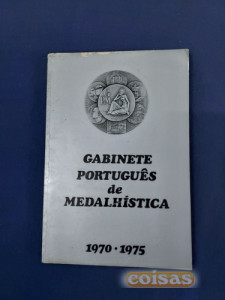 GABINETE
PORTUGUÊS
de
MEDALHÍSTICA
1970 · 1975
coisas